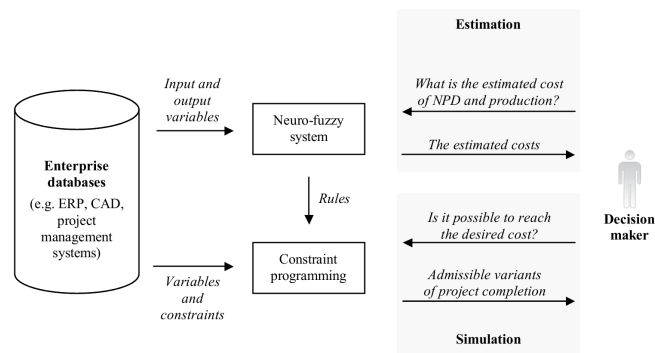 Estimation
Input and
output
variables
What is the estimated cost
of NPD and production?
Neuro-fuzzy
system
The estimated costs
Enterprise
databases
(e.g. ERP, CAD,
project
management
systems)
Rules
Decision
maker
Is it possible to reach
the desired cost?
Constraint
programming
Variables
and
constraints
Admissible variants
of project completion
Simulation